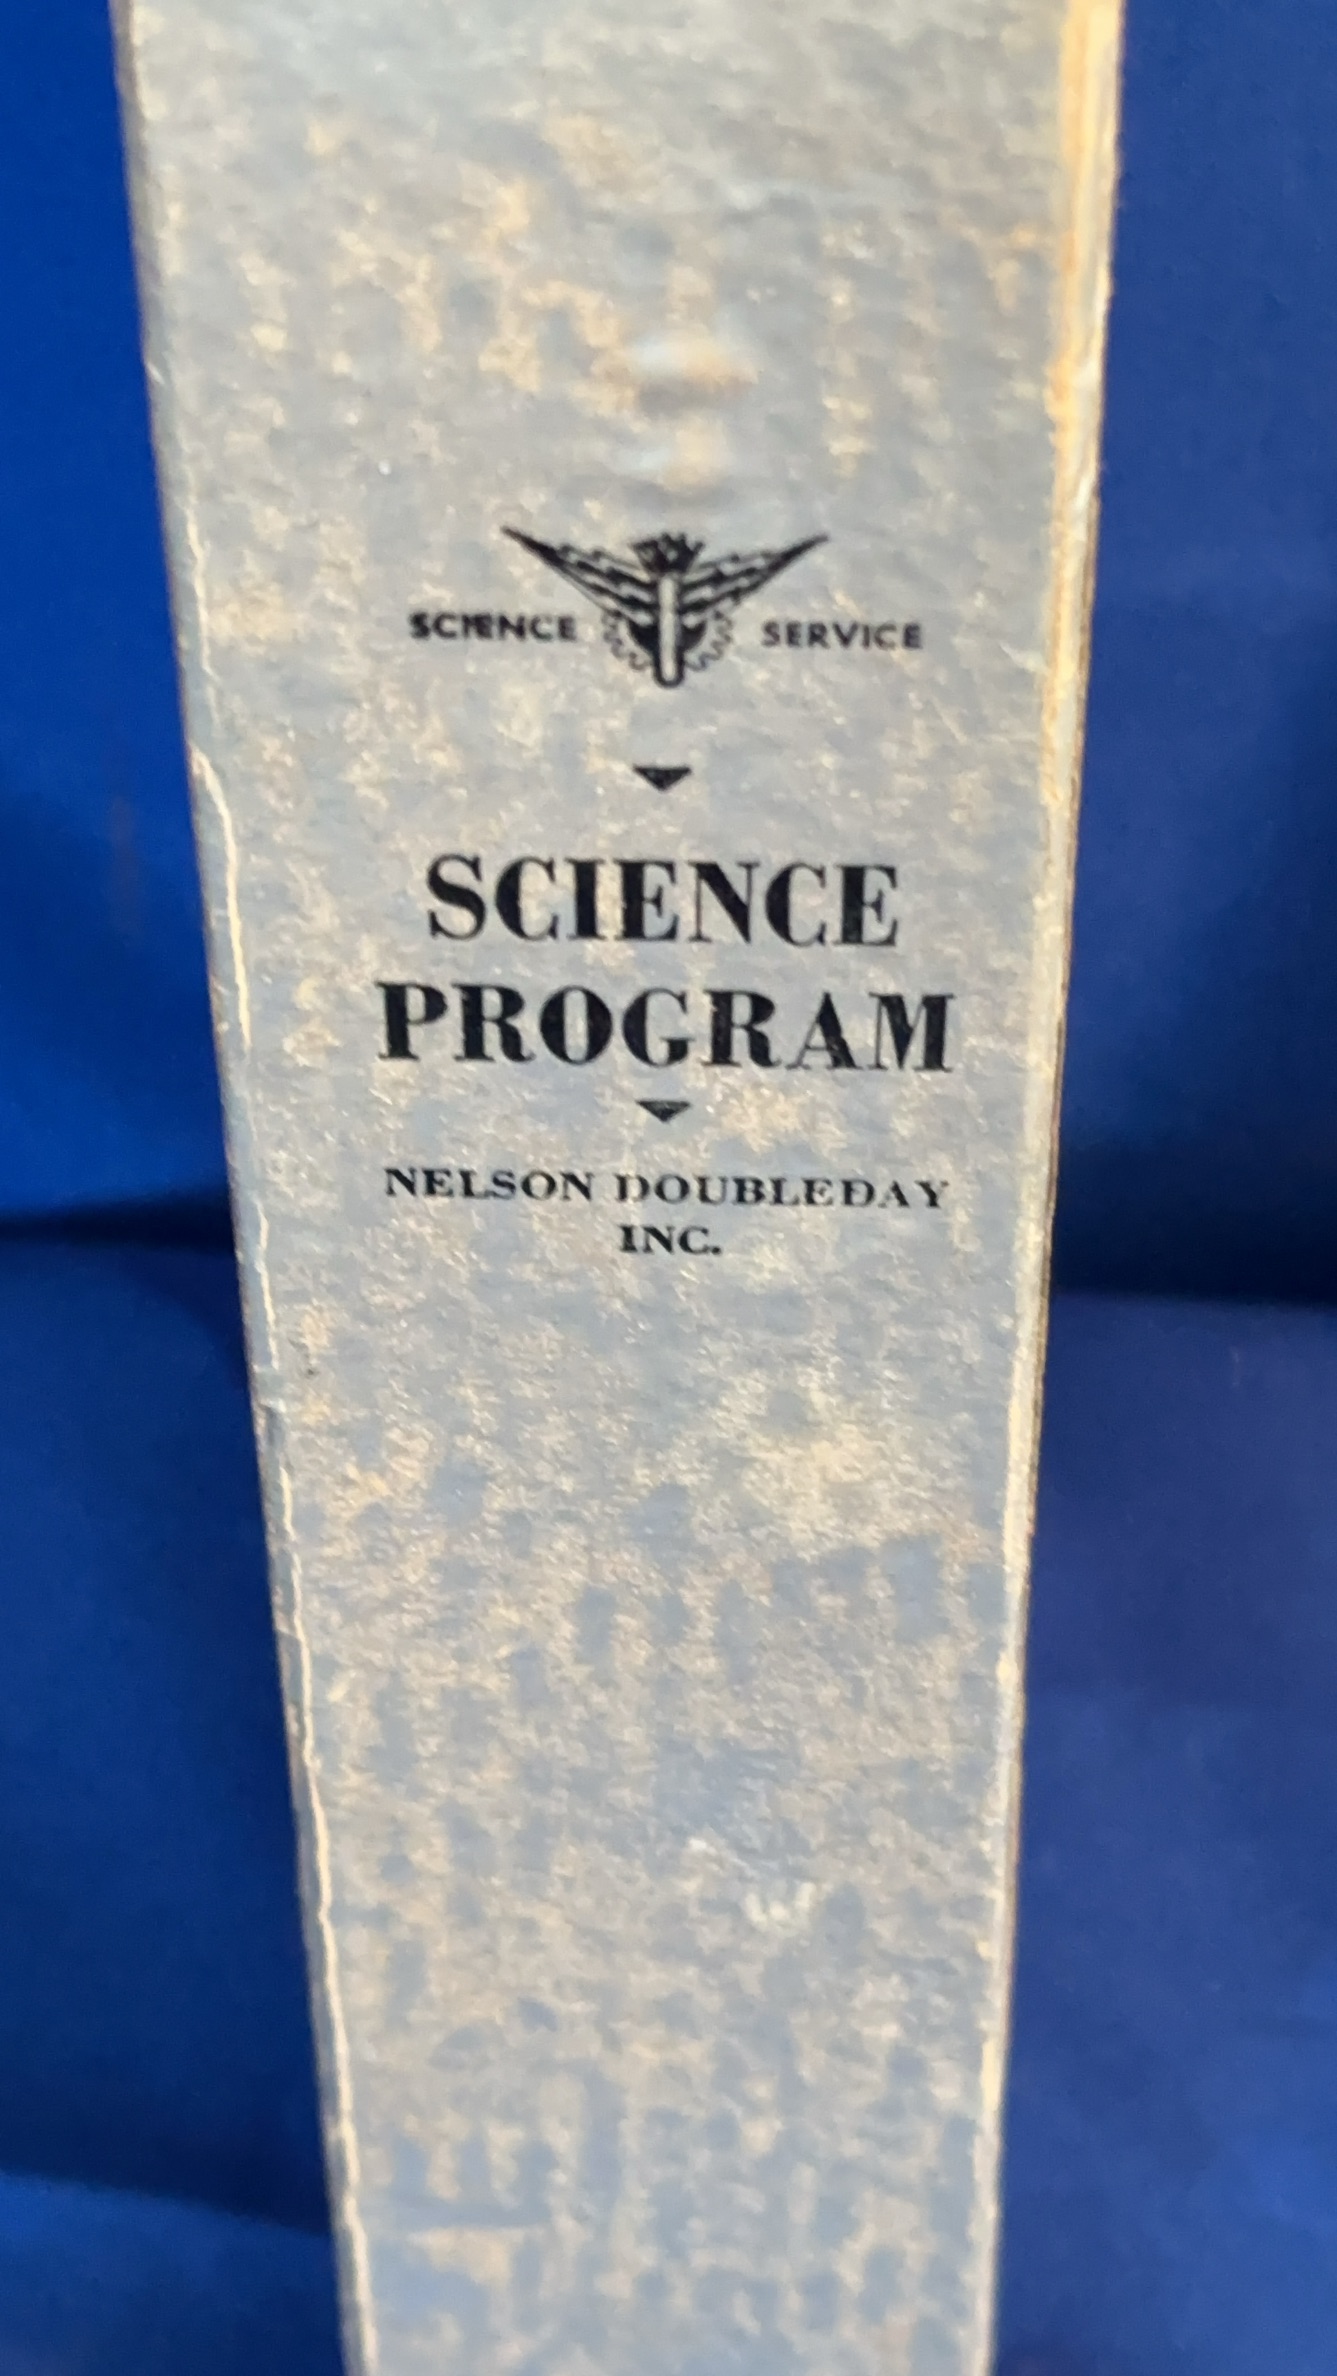 SCIENCE SERVICE
SCIENCE
PROGRAM
NELSON DOUBLEDAY
INC.